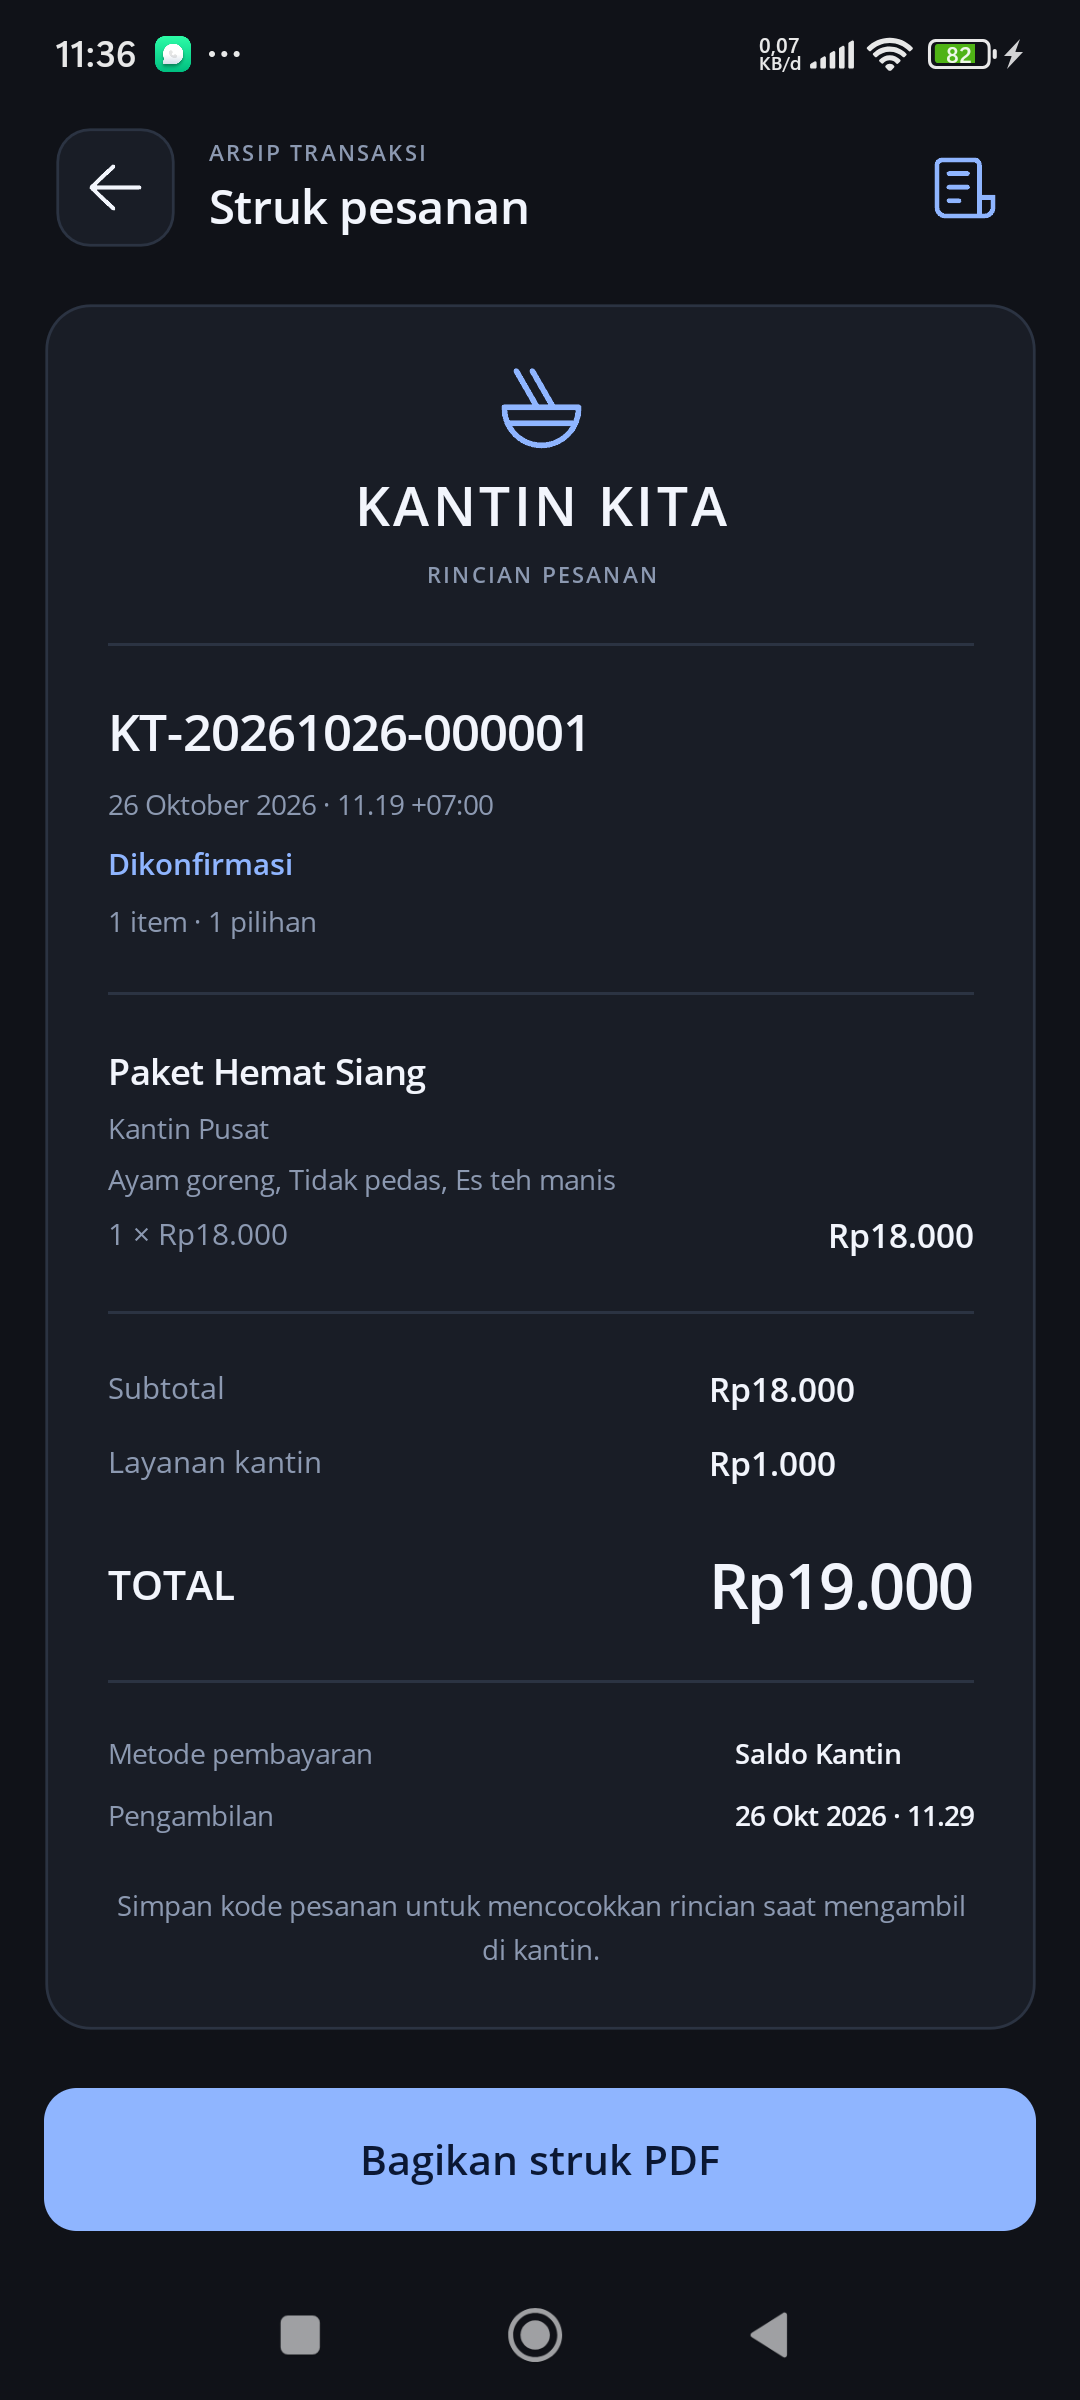 11:36
0,07
KB/d
82
ARSIP TRANSAKSI
Struk pesanan
KANTIN KITA
RINCIAN PESANAN
KT-20261026-000001
26 Oktober 2026 · 11.19 +07:00
Dikonfirmasi
1 item · 1 pilihan
Paket Hemat Siang
Kantin Pusat
Ayam goreng, Tidak pedas, Es teh manis
1 × Rp18.000 Rp18.000
Subtotal Rp18.000
Layanan kantin Rp1.000
TOTAL Rp19.000
Metode pembayaran Saldo Kantin
Pengambilan 26 Okt 2026 · 11.29
Simpan kode pesanan untuk mencocokkan rincian saat mengambil
di kantin.
Bagikan struk PDF